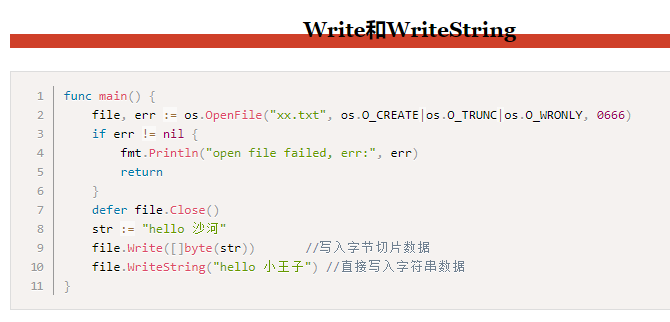 Write和WriteString
1 func main() {
2     file, err := os.OpenFile("xx.txt", os.O_CREATE|os.O_TRUNC|os.O_WRONLY, 0666)
3     if err != nil {
4         fmt.Println("open file failed, err:", err)
5         return
6     }
7     defer file.Close()
8     str := "hello 沙河"
9     file.Write([]byte(str))       //写入字节切片数据
10     file.WriteString("hello 小王子") //直接写入字符串数据
11 }